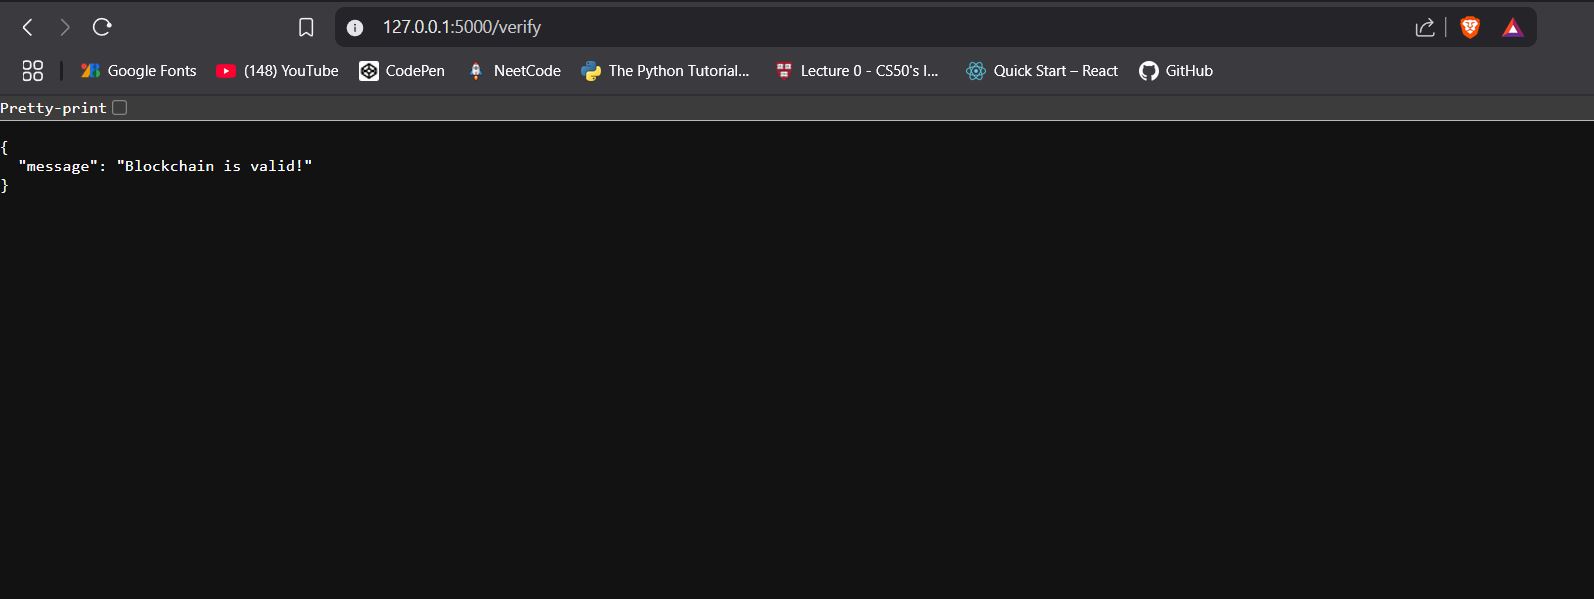 127.0.0.1:5000/verify
Google Fonts (148) YouTube CodePen NeetCode The Python Tutorial... Lecture 0 - CS50's I... Quick Start – React GitHub
Pretty-print
{
"message": "Blockchain is valid!"
}